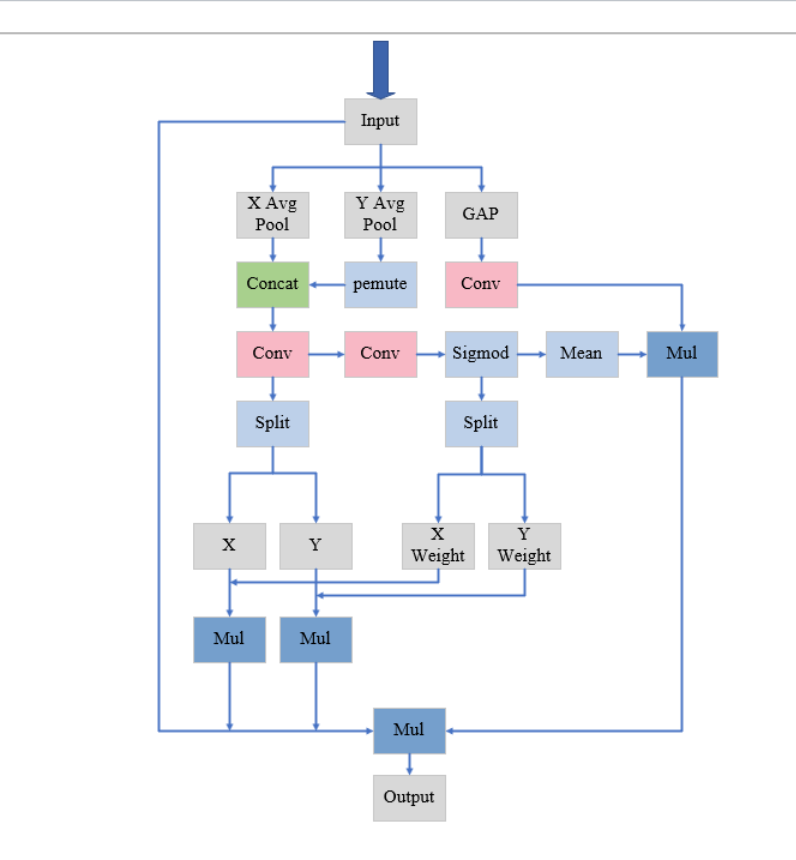 Input
X Avg
Pool
Y Avg
Pool
GAP
Concat
pemute
Conv
Conv
Conv
Sigmod
Mean
Mul
Split
Split
X
Y
X
Weight
Y
Weight
Mul
Mul
Mul
Output